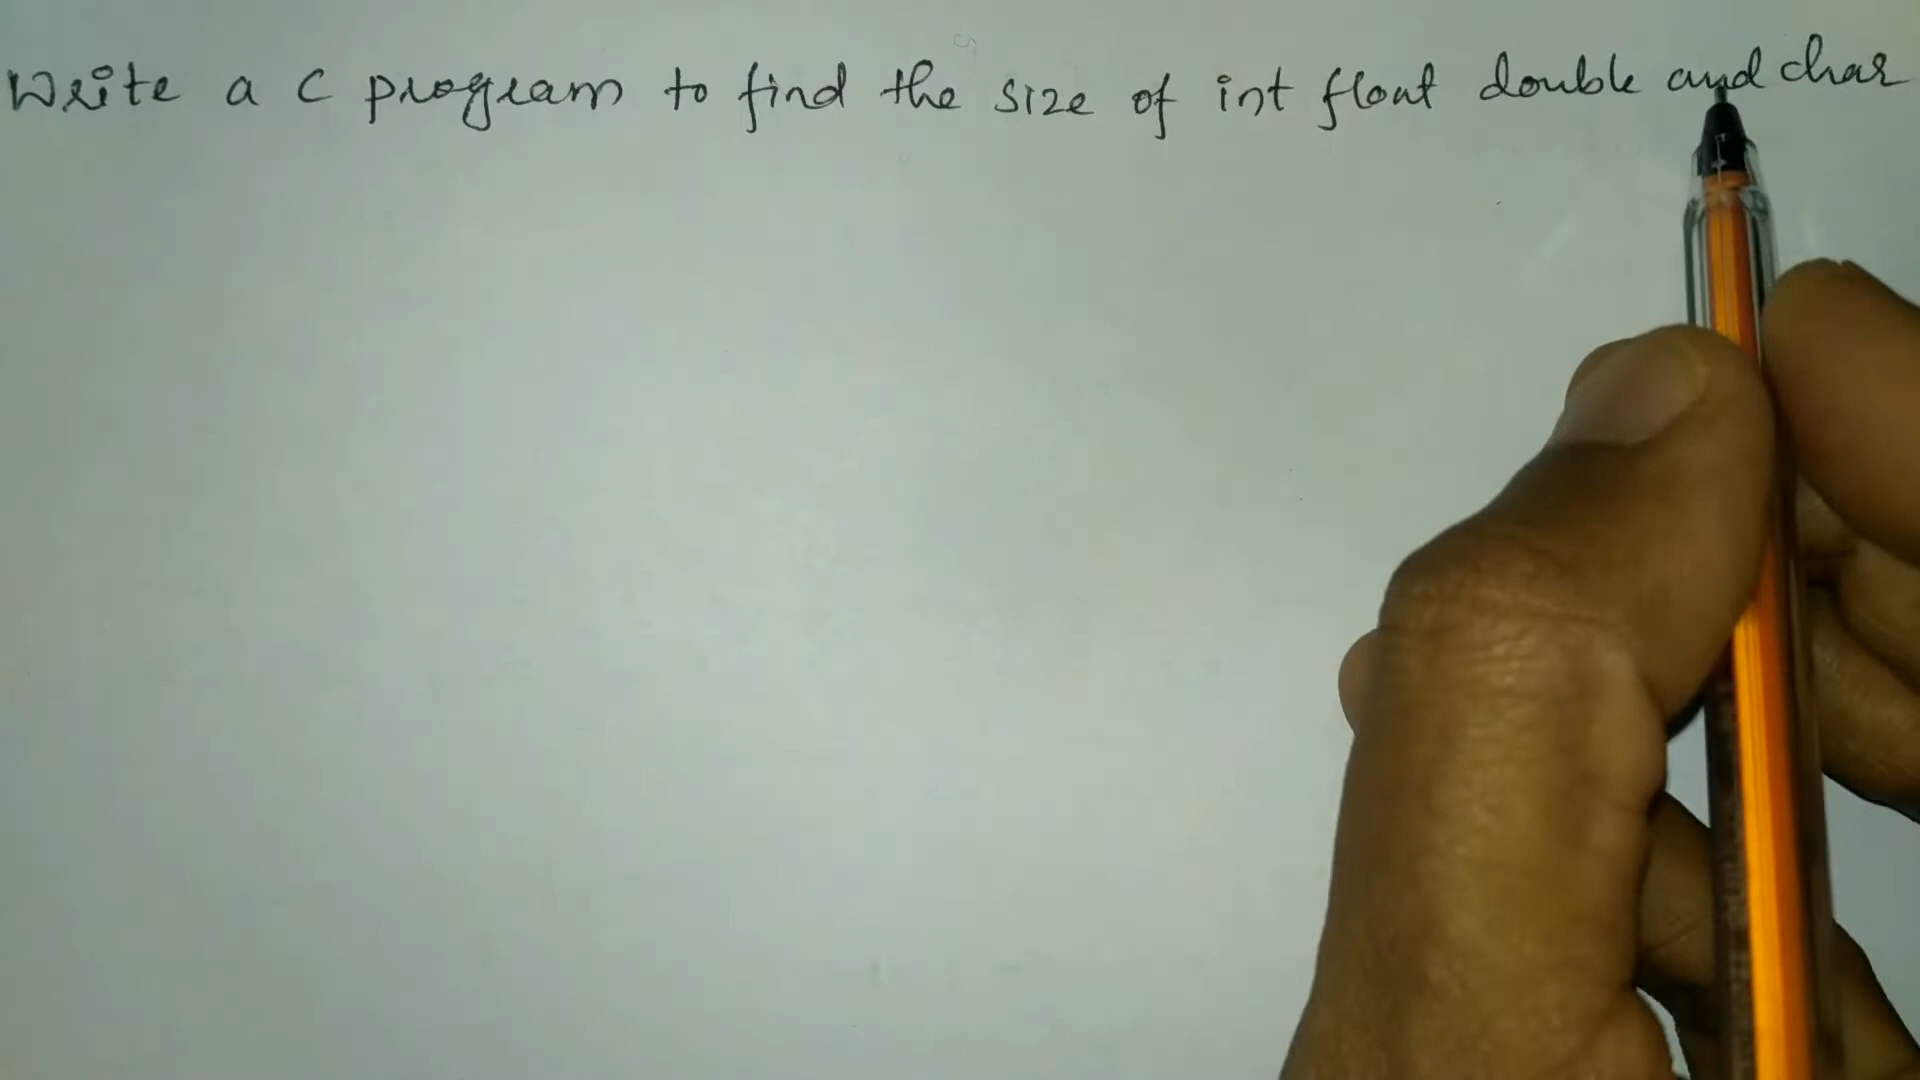 Write a C program to find the size of int float double and char